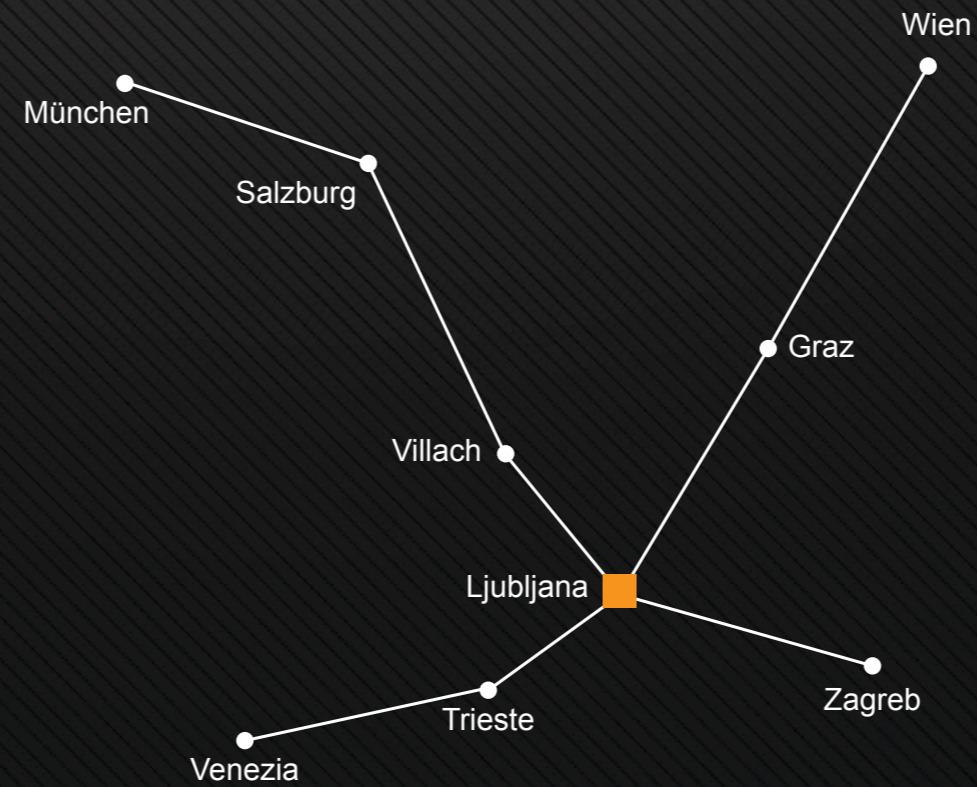 Wien
München
Salzburg
Graz
Villach
Ljubljana
Zagreb
Trieste
Venezia